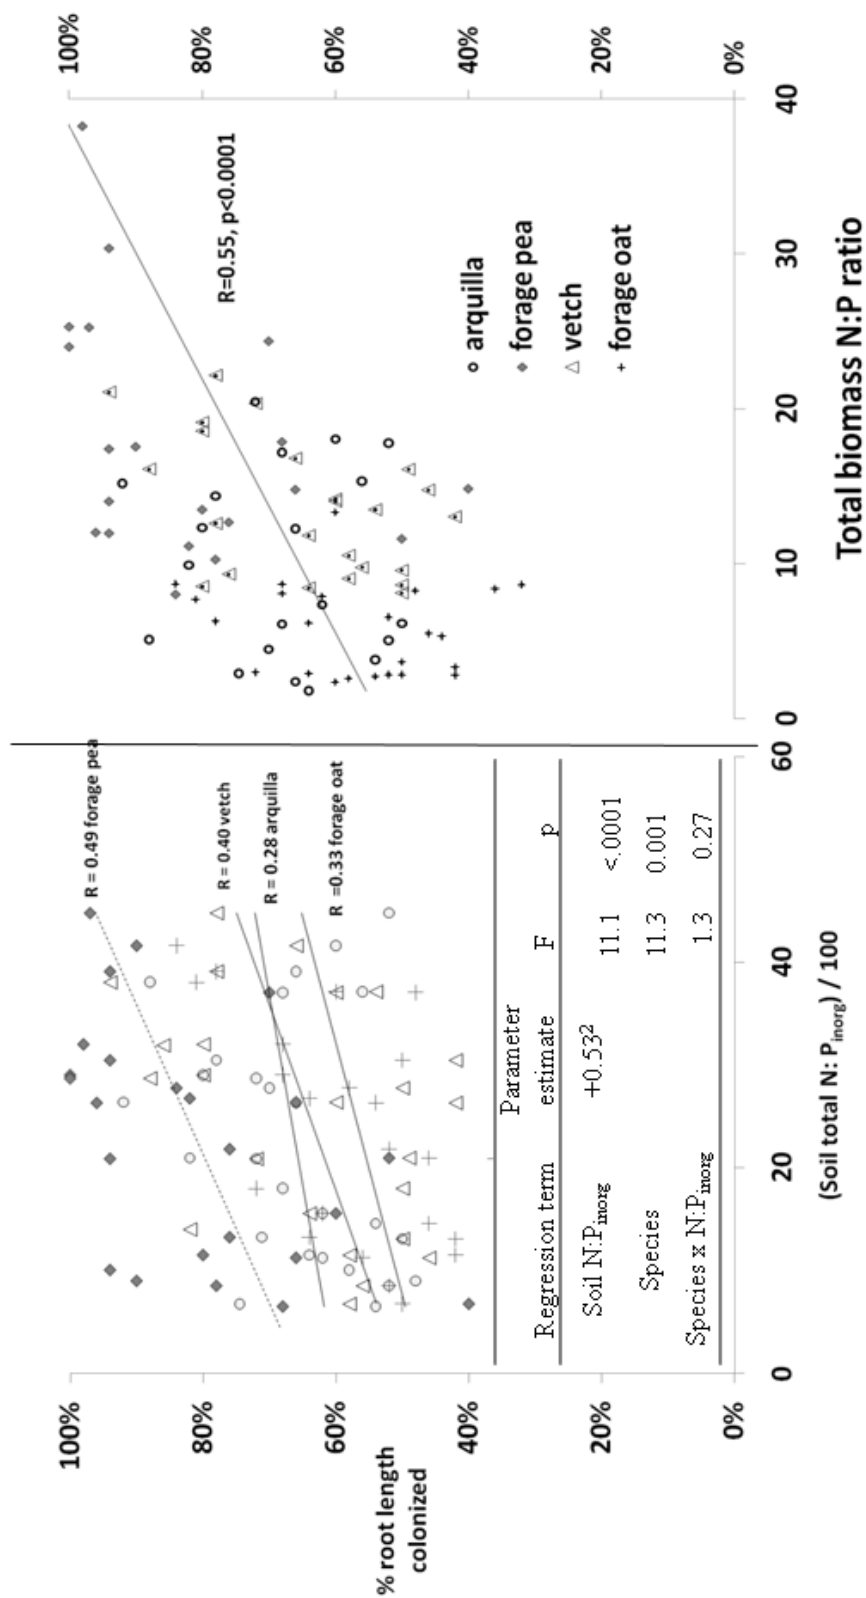 100%
80%
60%
40%
20%
0%
% root length
colonized
R = 0.49 forage pea
R = 0.40 vetch
R = 0.28 arquilla
R =0.33 forage oat
Regression term Parameter estimate F p
Soil N:Pinorg +0.53² 11.1 <.0001
Species 11.3 0.001
Species x N:Pinorg 1.3 0.27
0 20 40 60
(Soil total N: Pinorg) / 100
R=0.55, p<0.0001
arquilla
forage pea
vetch
forage oat
0 10 20 30 40
Total biomass N:P ratio
100%
80%
60%
40%
20%
0%